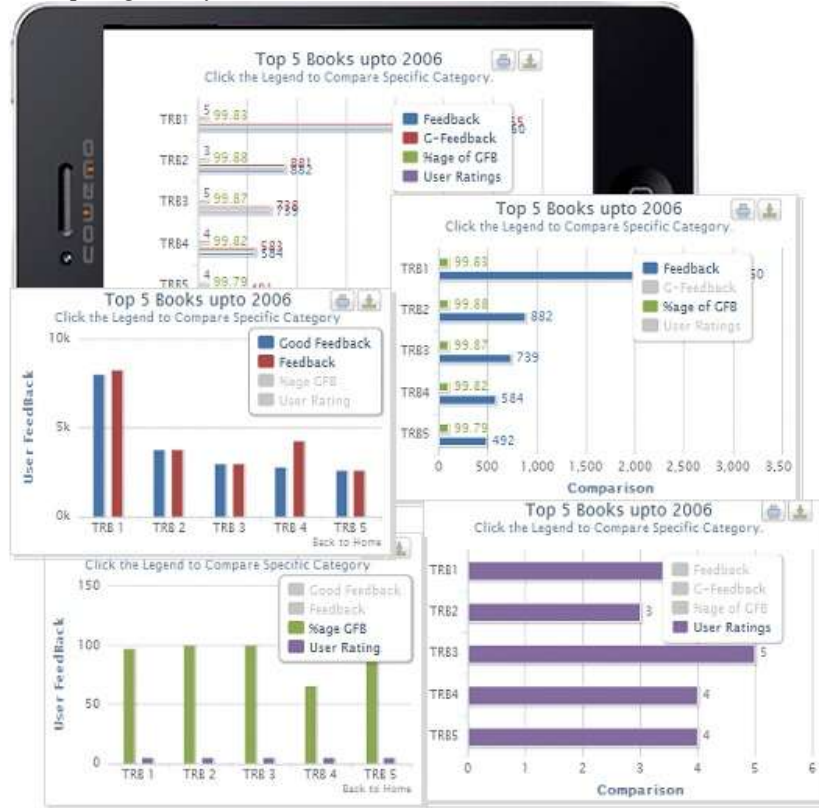 Top 5 Books upto 2006
Click the Legend to Compare Specific Category.
TRB1
5
99.83
TRB2
3
99.88
881
882
TRB3
5
99.87
738
739
TRB4
4
99.82
583
584
TRB5
4
99.79
Feedback
G-Feedback
%age of GFB
User Ratings
coveno
Top 5 Books upto 2006
Click the Legend to Compare Specific Category.
TRB1
99.83
TRB2
99.88
882
TRB3
99.87
739
TRB4
99.82
584
TRB5
99.79
492
Feedback
G-Feedback
%age of GFB
User Ratings
0 500 1,000 1,500 2,000 2,500 3,000 3,50
Comparison
Top 5 Books upto 2006
Click the Legend to Compare Specific Category
10k
5k
0k
User FeedBack
Good Feedback
Feedback
%age GFB
User Rating
TRB 1 TRB 2 TRB 3 TRB 4 TRB 5
Back to Home
Click the Legend to Compare Specific Category
150
100
50
0
User FeedBack
Good Feedback
Feedback
%age GFB
User Rating
TRB 1 TRB 2 TRB 3 TRB 4 TRB 5
Back to Home
Top 5 Books upto 2006
Click the Legend to Compare Specific Category.
TRB1
TRB2
3
TRB3
5
TRB4
4
TRB5
4
Feedback
G-Feedback
%age of GFB
User Ratings
0 1 2 3 4 5 6
Comparison